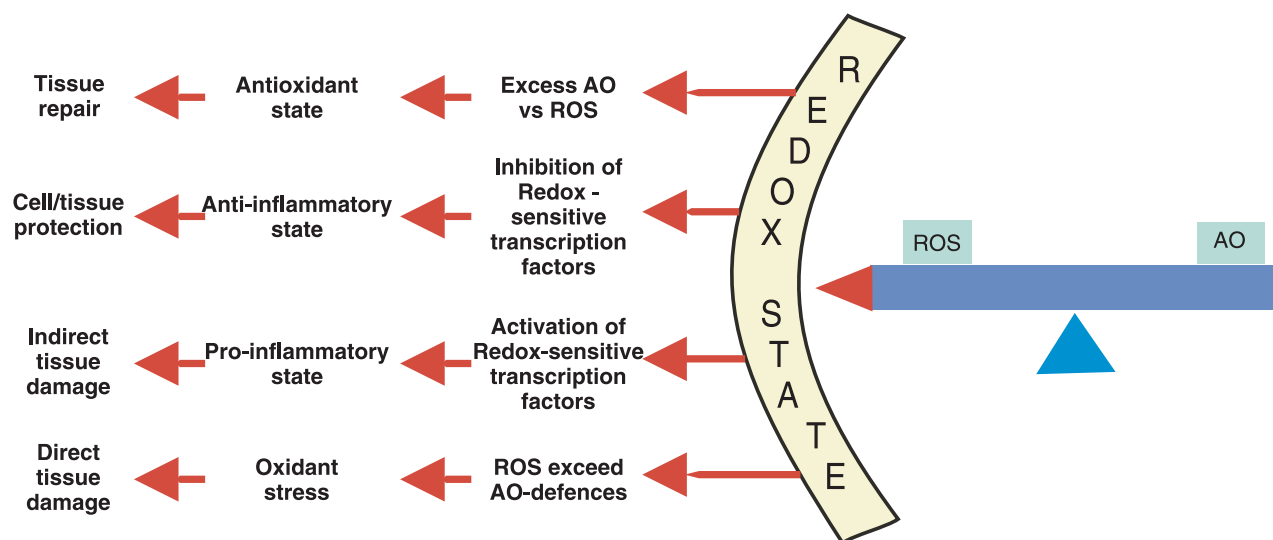 Tissue
repair
Antioxidant
state
Excess AO
vs ROS
Cell/tissue
protection
Anti-inflammatory
state
Inhibition of
Redox -
sensitive
transcription
factors
Indirect
tissue
damage
Pro-inflammatory
state
Activation of
Redox-sensitive
transcription
factors
Direct
tissue
damage
Oxidant
stress
ROS exceed
AO-defences
REDOX STATE
ROS
AO